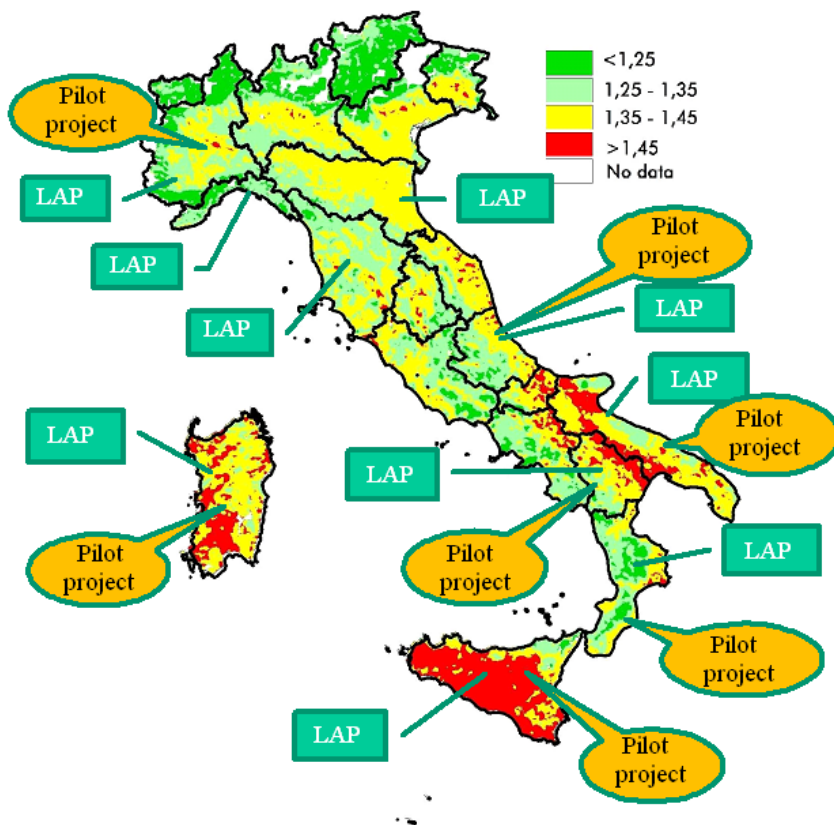 <1,25
1,25 - 1,35
1,35 - 1,45
>1,45
No data
Pilot
project
LAP
LAP
LAP
LAP
Pilot
project
LAP
LAP
Pilot
project
LAP
LAP
Pilot
project
Pilot
project
LAP
Pilot
project
LAP
Pilot
project